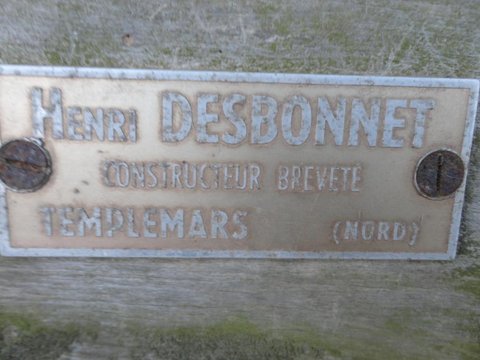 Henri DESBONNET
CONSTRUCTEUR BREVETE
TEMPLEMARS (NORD)